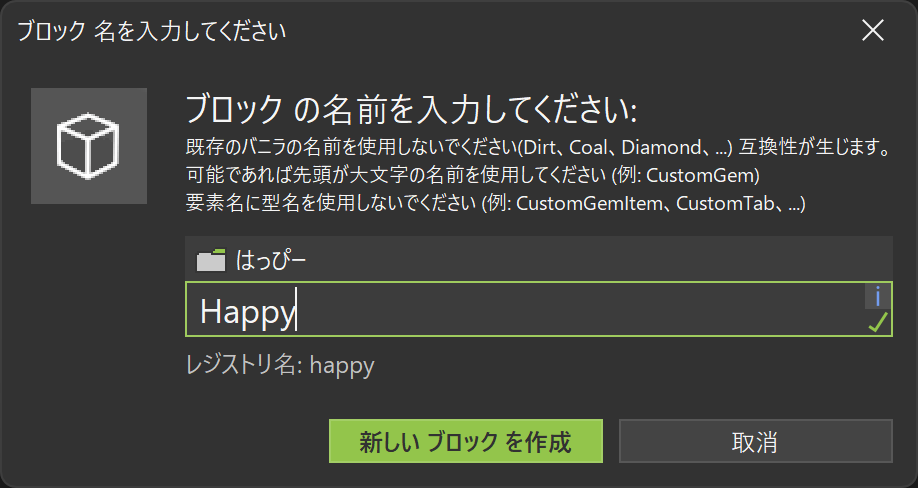 ブロック 名を入力してください
ブロック の名前を入力してください:
既存のバニラの名前を使用しないでください(Dirt、Coal、Diamond、...) 互換性が生じます。
可能であれば先頭が大文字の名前を使用してください (例: CustomGem)
要素名に型名を使用しないでください (例: CustomGemItem、CustomTab、...)
はっぴー
Happy
i
レジストリ名: happy
新しい ブロック を作成
取消